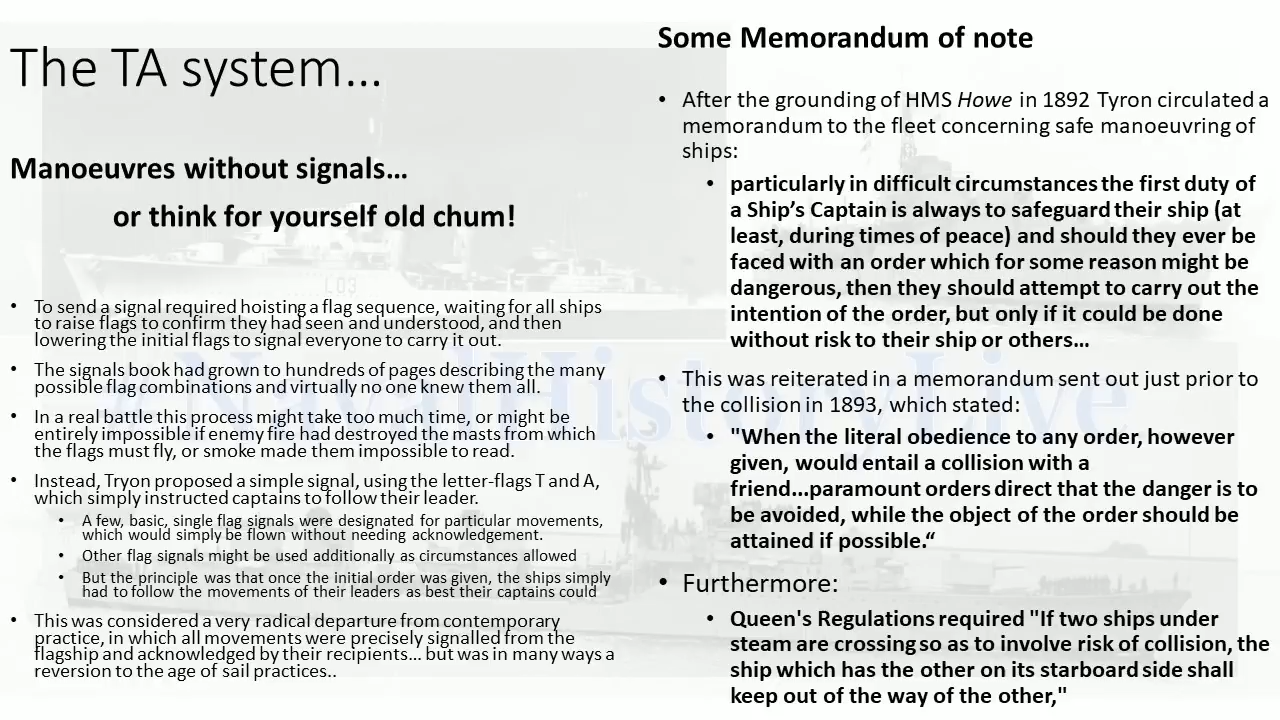 The TA system...
Manoeuvres without signals...
or think for yourself old chum!
• To send a signal required hoisting a flag sequence, waiting for all ships
to raise flags to confirm they had seen and understood, and then
lowering the initial flags to signal everyone to carry it out.
• The signals book had grown to hundreds of pages describing the many
possible flag combinations and virtually no one knew them all.
• In a real battle this process might take too much time, or might be
entirely impossible if enemy fire had destroyed the masts from which
the flags must fly, or smoke made them impossible to read.
• Instead, Tryon proposed a simple signal, using the letter-flags T and A,
which simply instructed captains to follow their leader.
• A few, basic, single flag signals were designated for particular movements,
which would simply be flown without needing acknowledgement.
• Other flag signals might be used additionally as circumstances allowed
• But the principle was that once the initial order was given, the ships simply
had to follow the movements of their leaders as best their captains could
• This was considered a very radical departure from contemporary
practice, in which all movements were precisely signalled from the
flagship and acknowledged by their recipients... but was in many ways a
reversion to the age of sail practices..
Some Memorandum of note
• After the grounding of HMS Howe in 1892 Tyron circulated a
memorandum to the fleet concerning safe manoeuvring of
ships:
• particularly in difficult circumstances the first duty of
a Ship’s Captain is always to safeguard their ship (at
least, during times of peace) and should they ever be
faced with an order which for some reason might be
dangerous, then they should attempt to carry out the
intention of the order, but only if it could be done
without risk to their ship or others...
• This was reiterated in a memorandum sent out just prior to
the collision in 1893, which stated:
• "When the literal obedience to any order, however
given, would entail a collision with a
friend...paramount orders direct that the danger is to
be avoided, while the object of the order should be
attained if possible.“
• Furthermore:
• Queen's Regulations required "If two ships under
steam are crossing so as to involve risk of collision, the
ship which has the other on its starboard side shall
keep out of the way of the other,"
L03
#NavalHistoryLive